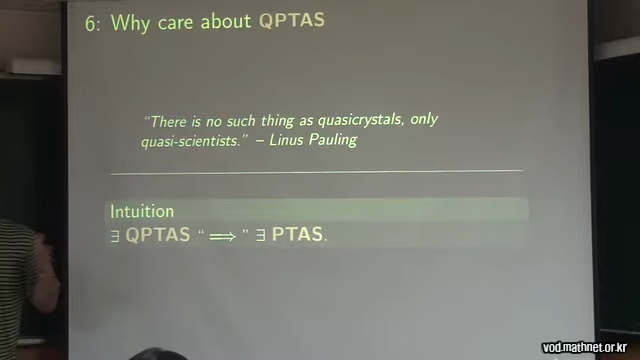 6: Why care about QPTAS
"There is no such thing as quasicrystals, only
quasi-scientists." – Linus Pauling
Intuition
∃ QPTAS "⟹" ∃ PTAS.
vod.mathnet.or.kr